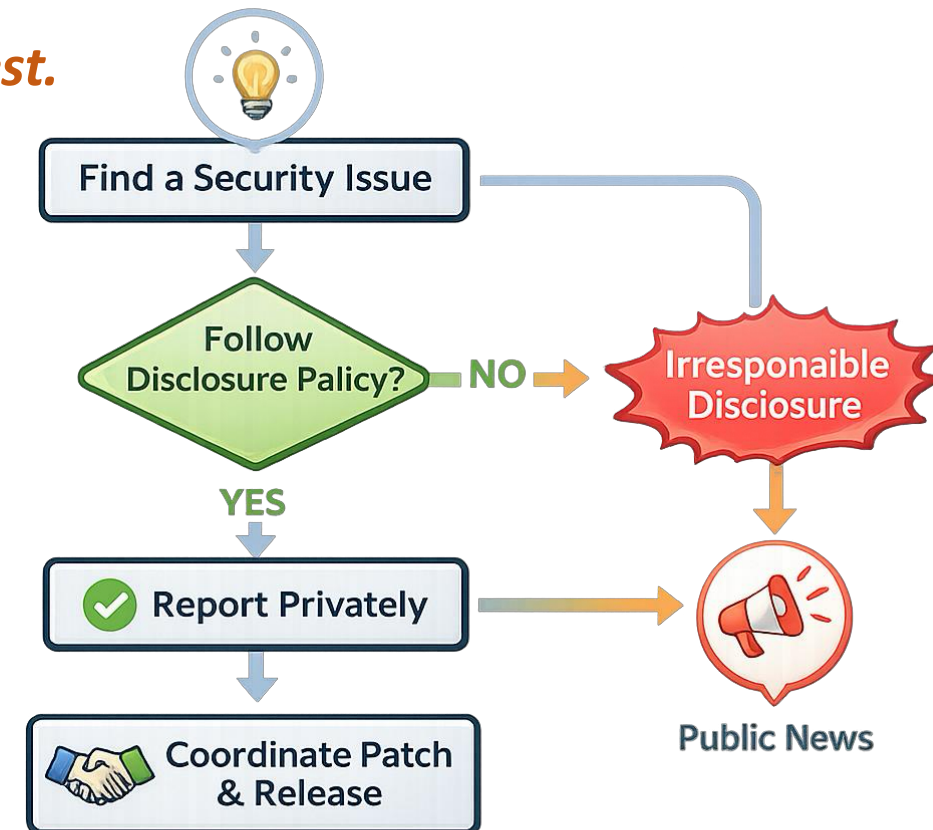 st.
Find a Security Issue
Follow
Disclosure Palicy?
NO
Irresponaible
Disciosure
YES
Report Privately
Public News
Coordinate Patch
& Release